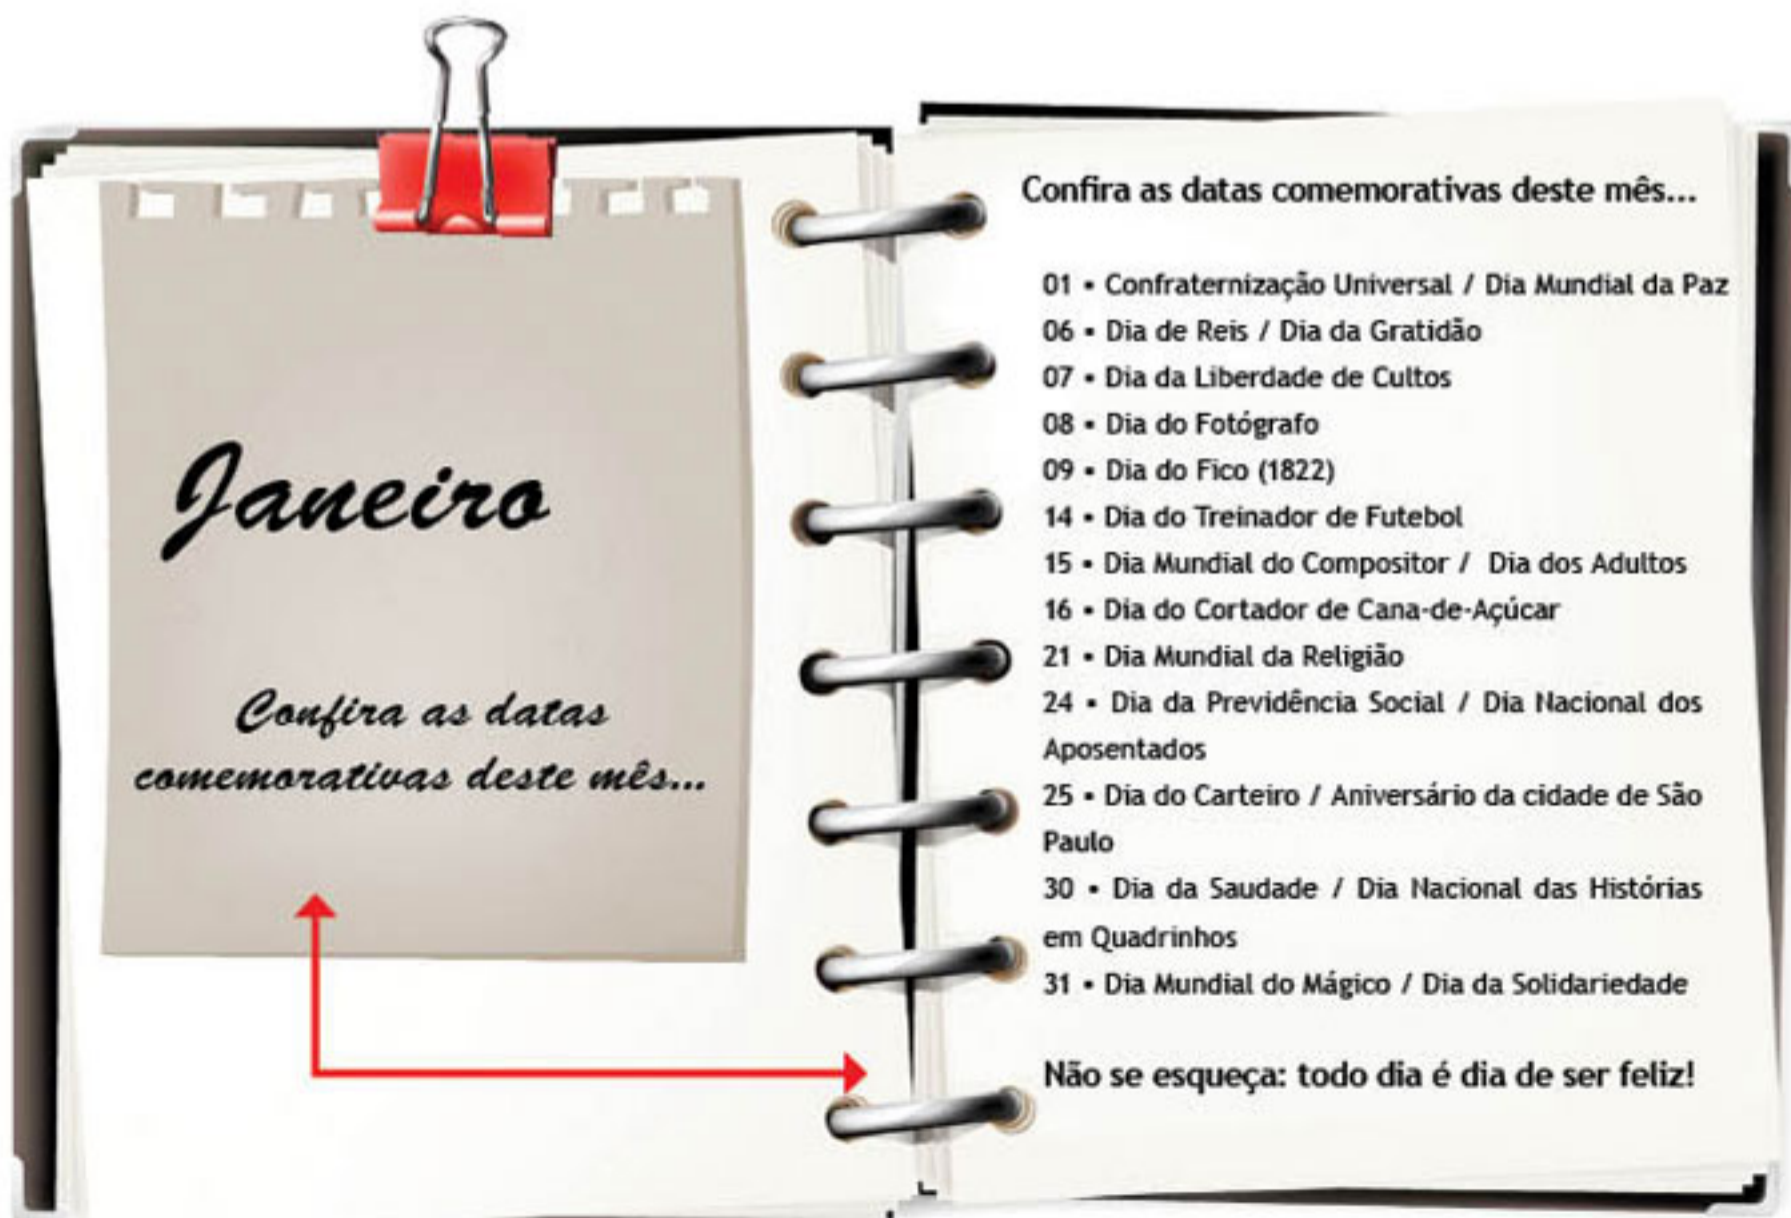 Janeiro
Confira as datas
comemorativas deste mês...
Confira as datas comemorativas deste mês...
01 • Confraternização Universal / Dia Mundial da Paz
06 • Dia de Reis / Dia da Gratidão
07 • Dia da Liberdade de Cultos
08 • Dia do Fotógrafo
09 • Dia do Fico (1822)
14 • Dia do Treinador de Futebol
15 • Dia Mundial do Compositor / Dia dos Adultos
16 • Dia do Cortador de Cana-de-Açúcar
21 • Dia Mundial da Religião
24 • Dia da Previdência Social / Dia Nacional dos
Aposentados
25 • Dia do Carteiro / Aniversário da cidade de São
Paulo
30 • Dia da Saudade / Dia Nacional das Histórias
em Quadrinhos
31 • Dia Mundial do Mágico / Dia da Solidariedade
Não se esqueça: todo dia é dia de ser feliz!